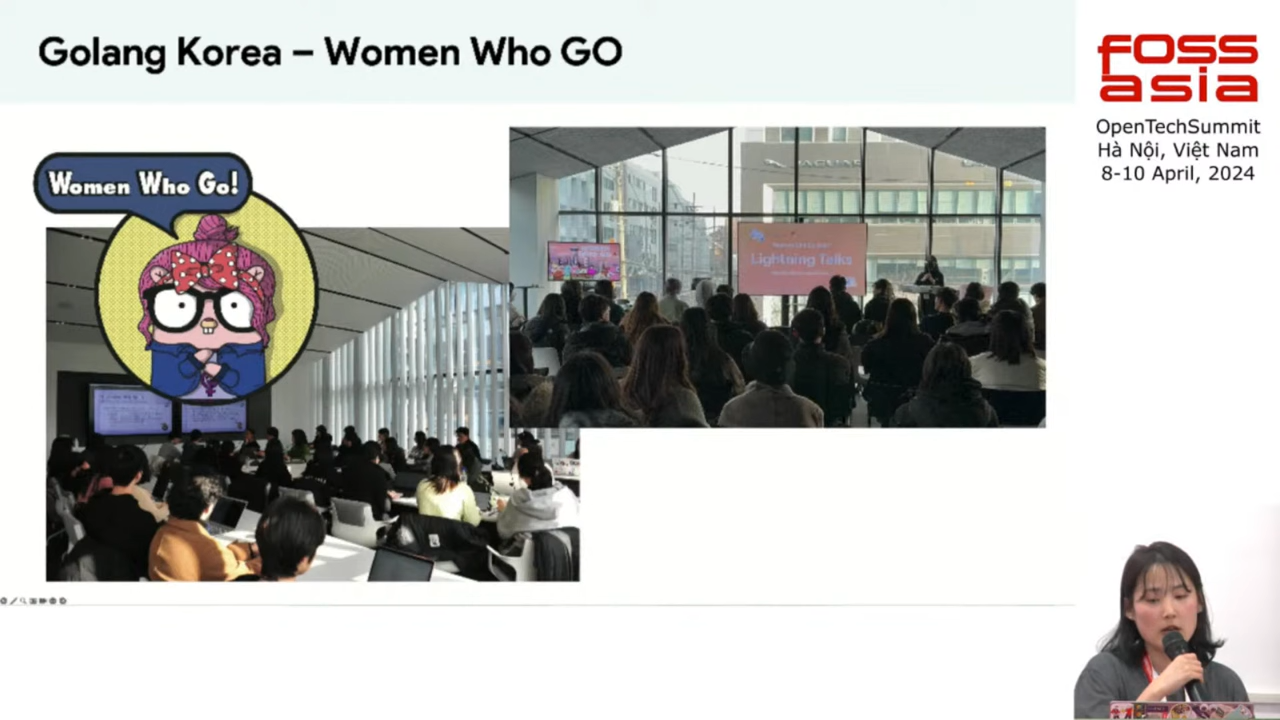 Golang Korea – Women Who GO
Women Who Go!
JAGUAR
Lightning Talks
foss
asia
OpenTechSummit
Hà Nội, Việt Nam
8-10 April, 2024